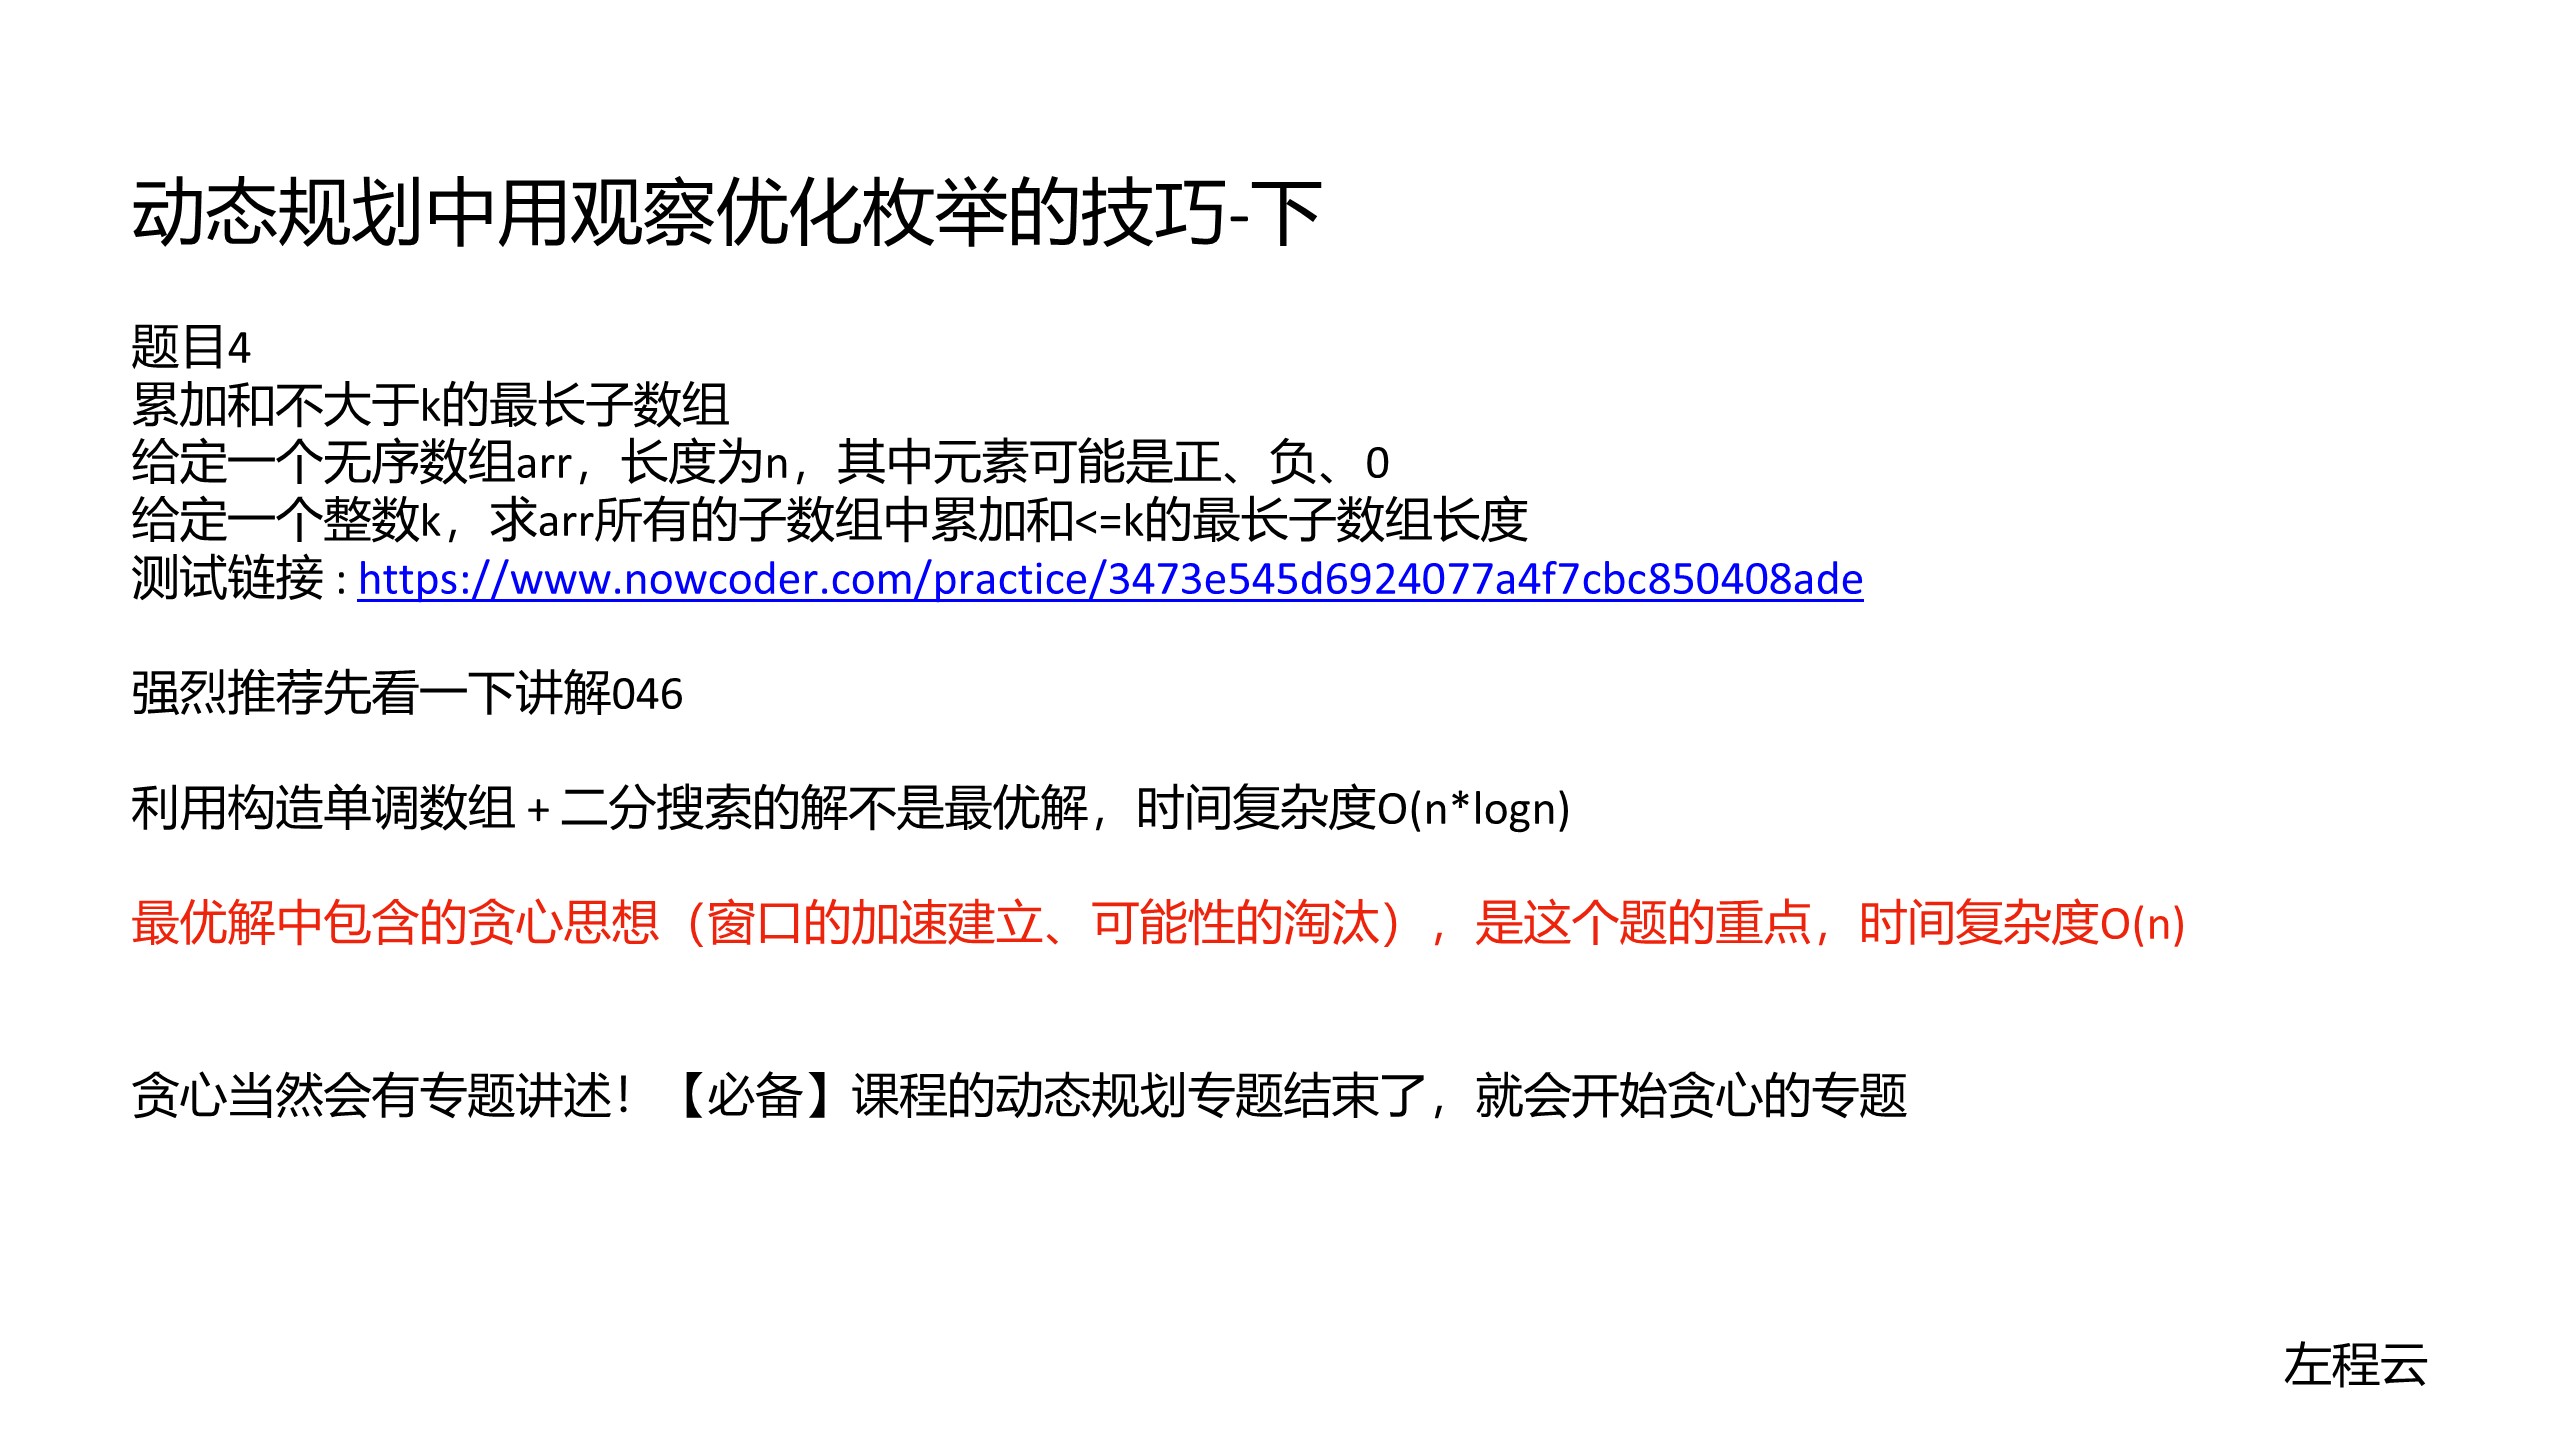 动态规划中用观察优化枚举的技巧-下
题目4
累加和不大于k的最长子数组
给定一个无序数组arr，长度为n，其中元素可能是正、负、0
给定一个整数k，求arr所有的子数组中累加和<=k的最长子数组长度
测试链接 : https://www.nowcoder.com/practice/3473e545d6924077a4f7cbc850408ade
强烈推荐先看一下讲解046
利用构造单调数组 + 二分搜索的解不是最优解，时间复杂度O(n*logn)
最优解中包含的贪心思想（窗口的加速建立、可能性的淘汰），是这个题的重点，时间复杂度O(n)
贪心当然会有专题讲述！【必备】课程的动态规划专题结束了，就会开始贪心的专题
左程云